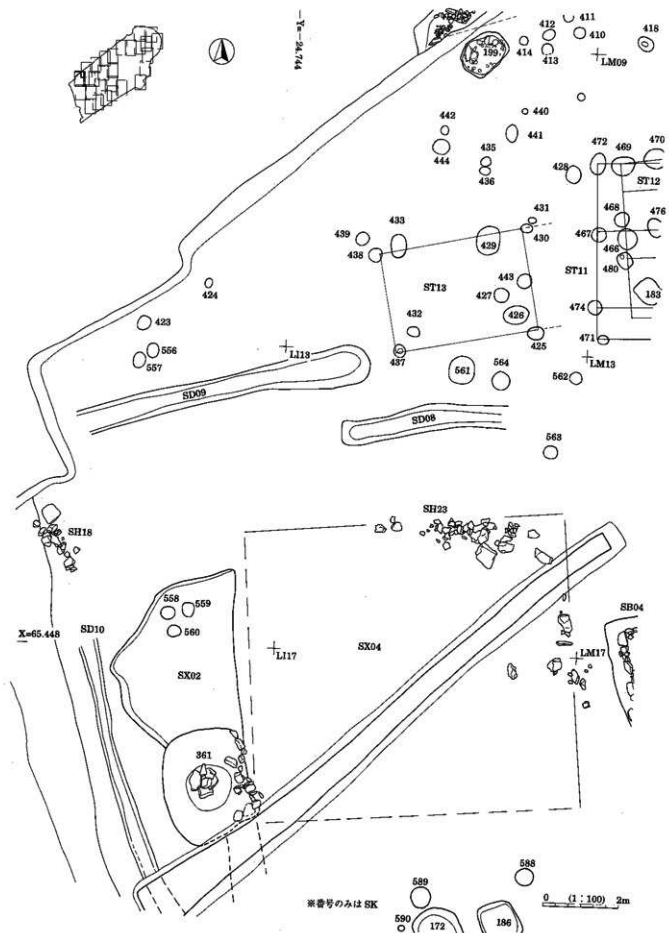 Y=-24.744
411
412
410
418
414
413
199
LM09
440
442
441
435
444
436
428
472
469
470
ST12
431
468
439
433
430
476
438
429
467
466
443
ST11
480
ST13
427
183
424
426
474
432
423
425
471
556
LI13
437
LM13
557
561
564
562
SD09
SD08
563
SH23
SH18
558
559
SB04
X=65.448
SD10
560
LI17
SX04
LM17
SX02
361
588
589
※番号のみは SK
0 (1:100) 2m
590
172
186